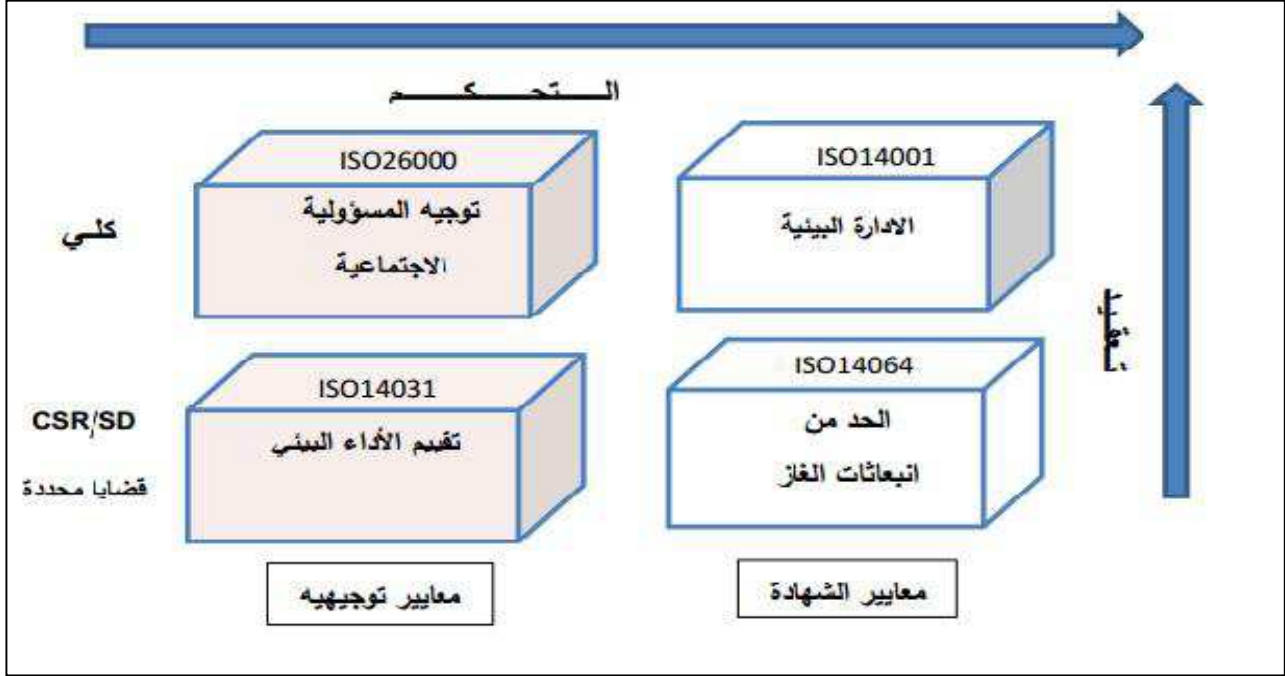 التحكم
ISO26000
توجيه المسؤولية
الاجتماعية
ISO14001
الادارة البيئية
كلي
تعقيد
ISO14031
تقييم الأداء البيئي
ISO14064
الحد من
انبعاثات الغاز
CSR/SD
قضايا محددة
معايير توجيهيه
معايير الشهادة